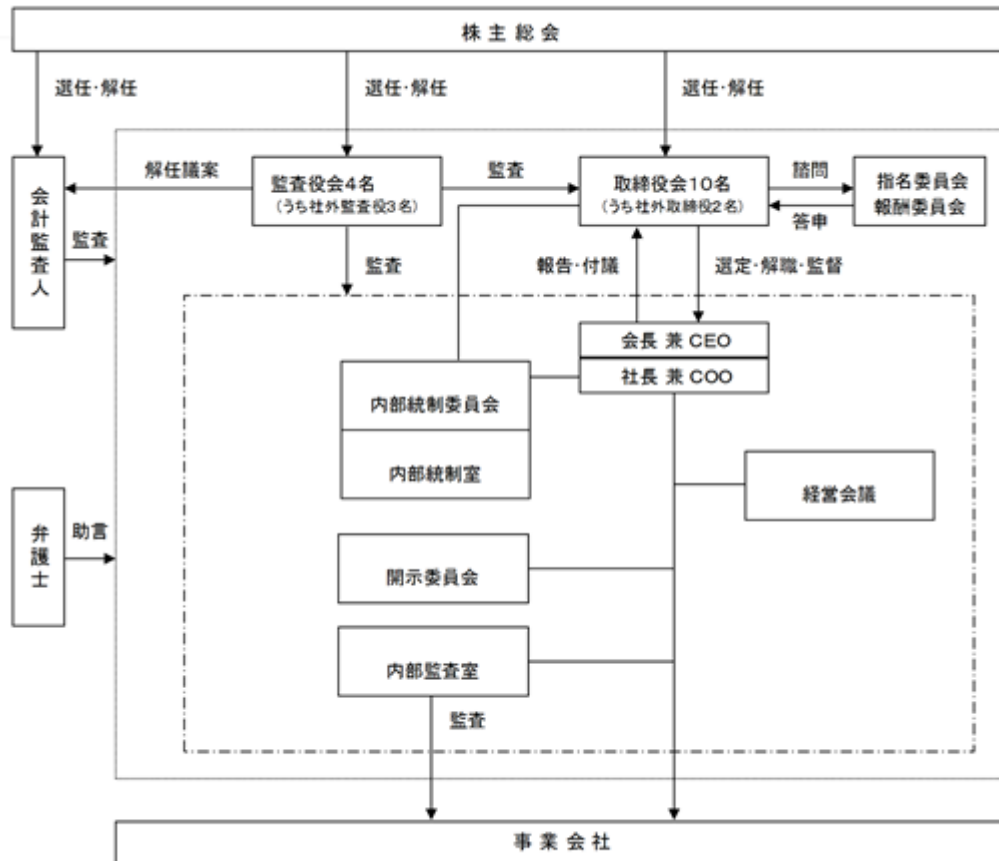 株主総会
選任・解任
選任・解任
選任・解任
解任議案
監査役会4名
(うち社外監査役3名)
監査
取締役会10名
(うち社外取締役2名)
諮問
答申
指名委員会
報酬委員会
会計監査人
監査
監査
報告・付議
選定・解職・監督
会長 兼 CEO
社長 兼 COO
内部統制委員会
内部統制室
経営会議
弁護士
助言
開示委員会
内部監査室
監査
事業会社